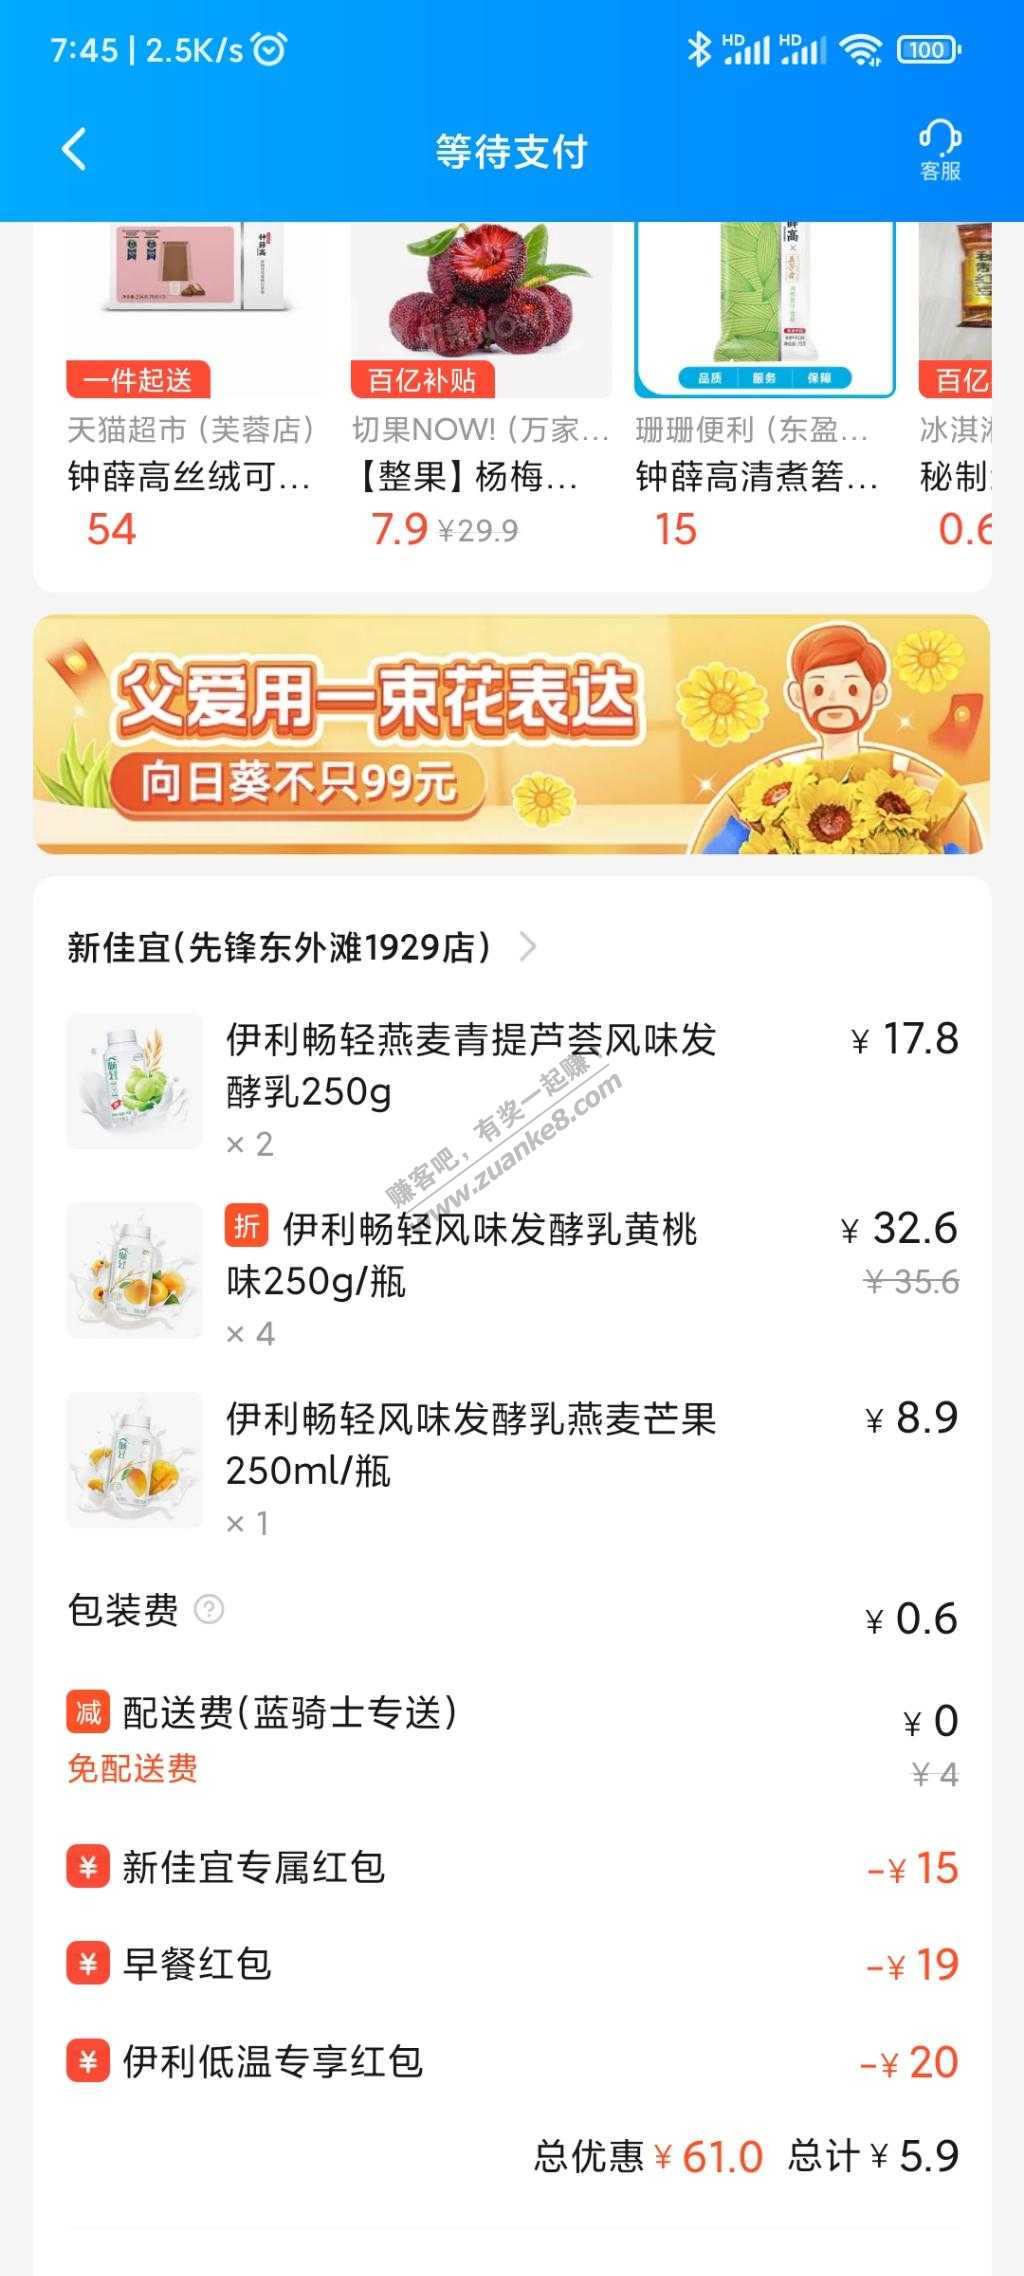 7:45 | 2.5K/s
HD HD 100
等待支付
客服
钟薛高
品质 服务 保障
一件起送 百亿补贴 百亿
天猫超市（芙蓉店） 切果NOW!（万家... 珊珊便利（东盈... 冰淇
钟薛高丝绒可... 【整果】杨梅... 钟薛高清煮箬... 秘制
54 7.9 ¥29.9 15 0.6
父爱用一束花表达
向日葵不只99元
新佳宜(先锋东外滩1929店) >
伊利畅轻燕麦青提芦荟风味发 ¥ 17.8
酵乳250g
× 2
赚客吧，有奖一起赚！
www.zuanke8.com
折 伊利畅轻风味发酵乳黄桃 ¥ 32.6
味250g/瓶 ¥ 35.6
× 4
伊利畅轻风味发酵乳燕麦芒果 ¥ 8.9
250ml/瓶
× 1
包装费 ? ¥ 0.6
减 配送费(蓝骑士专送) ¥ 0
免配送费 ¥ 4
¥ 新佳宜专属红包 -¥ 15
¥ 早餐红包 -¥ 19
¥ 伊利低温专享红包 -¥ 20
总优惠 ¥ 61.0 总计 ¥ 5.9